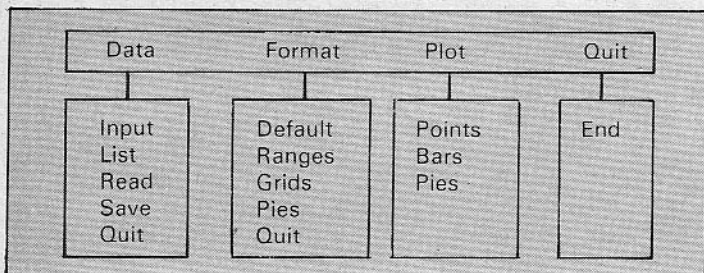 Data Format Plot Quit
Input
List
Read
Save
Quit
Default
Ranges
Grids
Pies
Quit
Points
Bars
Pies
End